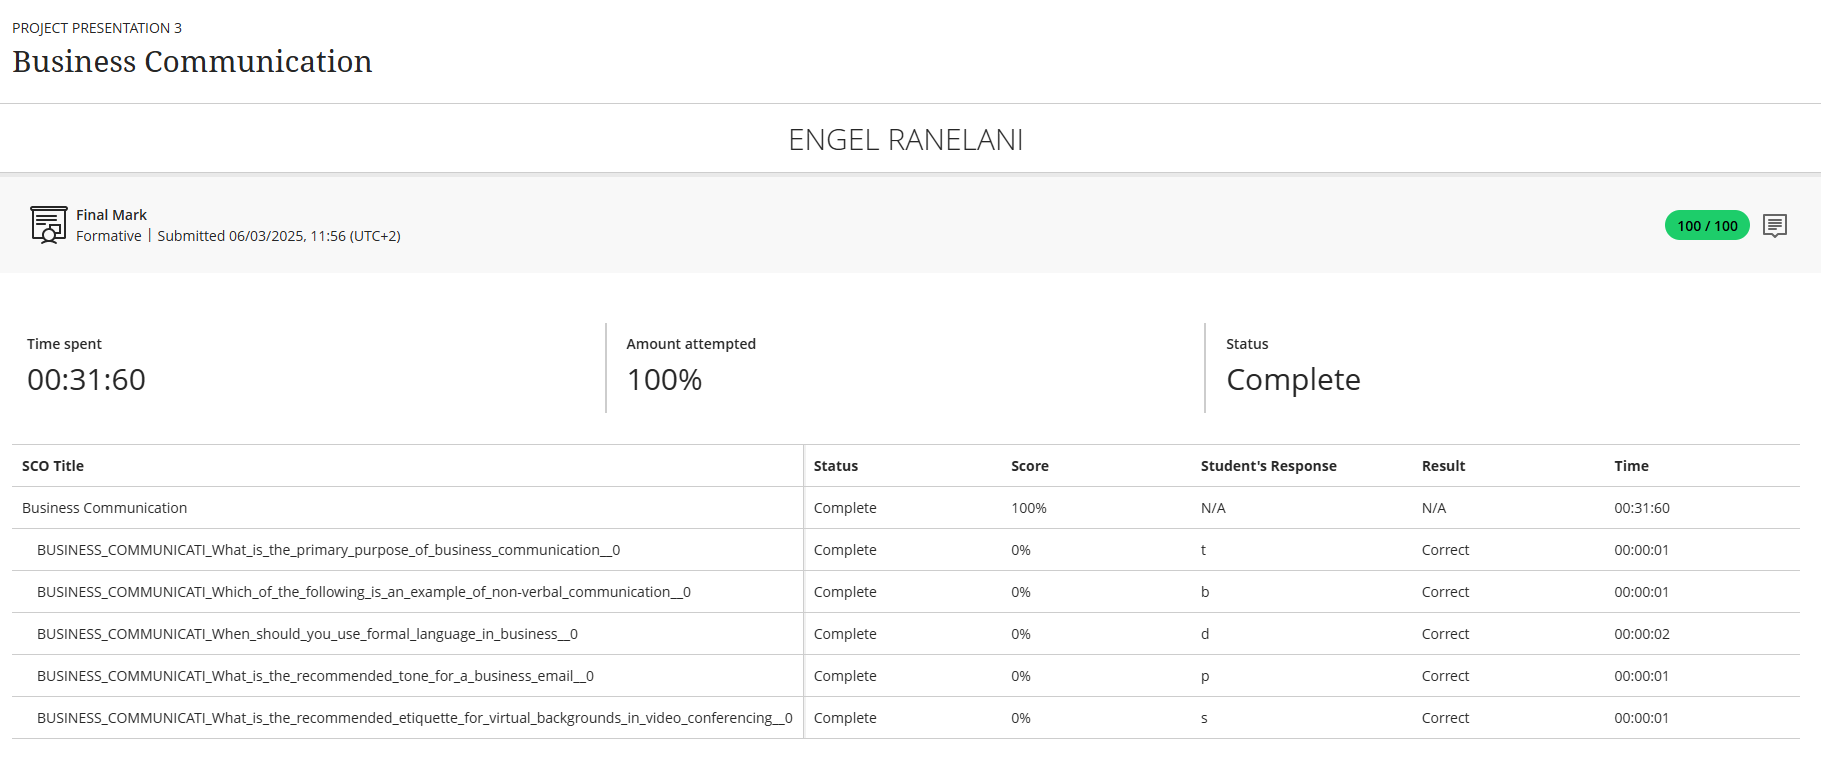 PROJECT PRESENTATION 3
Business Communication
ENGEL RANELANI
Final Mark
Formative | Submitted 06/03/2025, 11:56 (UTC+2)
100 / 100
Time spent
00:31:60
Amount attempted
100%
Status
Complete
SCO Title Status Score Student's Response Result Time
Business Communication Complete 100% N/A N/A 00:31:60
BUSINESS_COMMUNICATI_What_is_the_primary_purpose_of_business_communication__0 Complete 0% t Correct 00:00:01
BUSINESS_COMMUNICATI_Which_of_the_following_is_an_example_of_non-verbal_communication__0 Complete 0% b Correct 00:00:01
BUSINESS_COMMUNICATI_When_should_you_use_formal_language_in_business__0 Complete 0% d Correct 00:00:02
BUSINESS_COMMUNICATI_What_is_the_recommended_tone_for_a_business_email__0 Complete 0% p Correct 00:00:01
BUSINESS_COMMUNICATI_What_is_the_recommended_etiquette_for_virtual_backgrounds_in_video_conferencing__0 Complete 0% s Correct 00:00:01